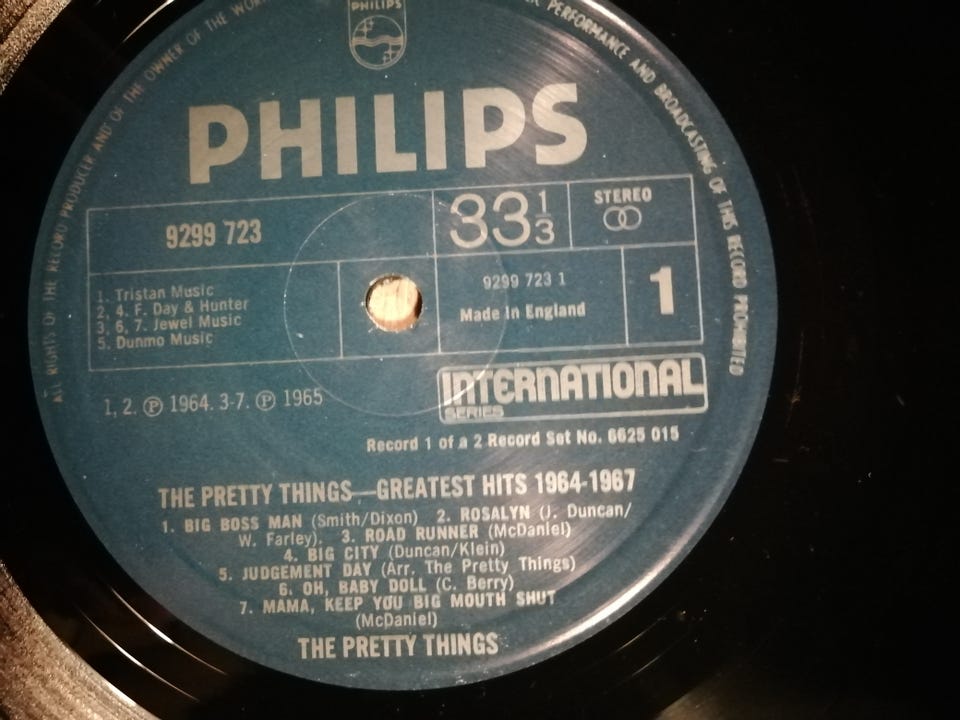 PHILIPS
ALL RIGHTS OF THE RECORD PRODUCER AND OF THE OWNER OF THE
PERFORMANCE AND BROADCASTING OF THIS RECORD PROHIBITED
PHILIPS
9299 723
33 1/3
STEREO
1. Tristan Music
2, 4. F. Day & Hunter
3, 6, 7. Jewel Music
5. Dunmo Music
9299 723 1
Made in England
1
1, 2. ℗ 1964. 3-7. ℗ 1965
INTERNATIONAL
SERIES
Record 1 of a 2 Record Set No. 6625 015
THE PRETTY THINGS—GREATEST HITS 1964-1967
1. BIG BOSS MAN (Smith/Dixon) 2. ROSALYN (J. Duncan/
W. Farley). 3. ROAD RUNNER (McDaniel)
4. BIG CITY (Duncan/Klein)
5. JUDGEMENT DAY (Arr. The Pretty Things)
6. OH, BABY DOLL (C. Berry)
7. MAMA, KEEP YOU BIG MOUTH SHUT
(McDaniel)
THE PRETTY THINGS